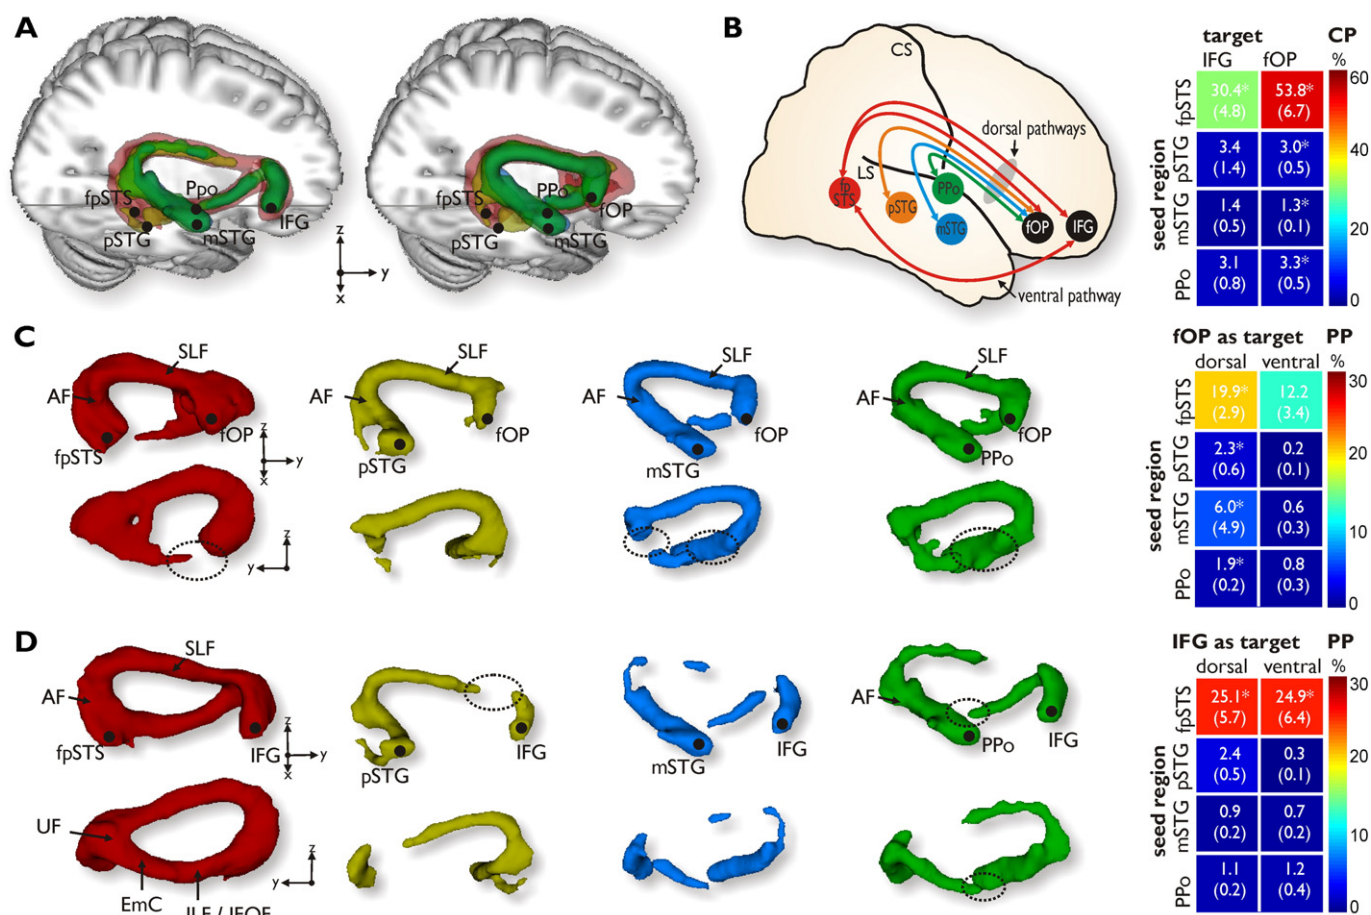 A
fpSTS
Ppo
pSTG
mSTG
IFG
z
y
x
fpSTS
PPo
fOP
pSTG
mSTG
B
CS
dorsal pathways
LS
fp
STS
pSTG
PPo
mSTG
fOP
IFG
ventral pathway
target CP
IFG fOP %
seed region
fpSTS
30.4* 53.8*
(4.8) (6.7)
pSTG
3.4 3.0*
(1.4) (0.5)
mSTG
1.4 1.3*
(0.5) (0.1)
PPo
3.1 3.3*
(0.8) (0.5)
60
40
20
0
C
SLF
AF
fpSTS
fOP
z
y
x
SLF
AF
pSTG
fOP
SLF
AF
mSTG
fOP
SLF
AF
PPo
fOP
z
y
fOP as target PP
dorsal ventral %
seed region
fpSTS
19.9* 12.2
(2.9) (3.4)
pSTG
2.3* 0.2
(0.6) (0.1)
mSTG
6.0* 0.6
(4.9) (0.3)
PPo
1.9* 0.8
(0.2) (0.3)
30
20
10
0
D
SLF
AF
fpSTS
IFG
z
y
x
pSTG
IFG
mSTG
IFG
AF
PPo
IFG
UF
EmC
ILF / IFOF
z
y
IFG as target PP
dorsal ventral %
seed region
fpSTS
25.1* 24.9*
(5.7) (6.4)
pSTG
2.4 0.3
(0.5) (0.1)
mSTG
0.9 0.7
(0.2) (0.2)
PPo
1.1 1.2
(0.2) (0.4)
30
20
10
0